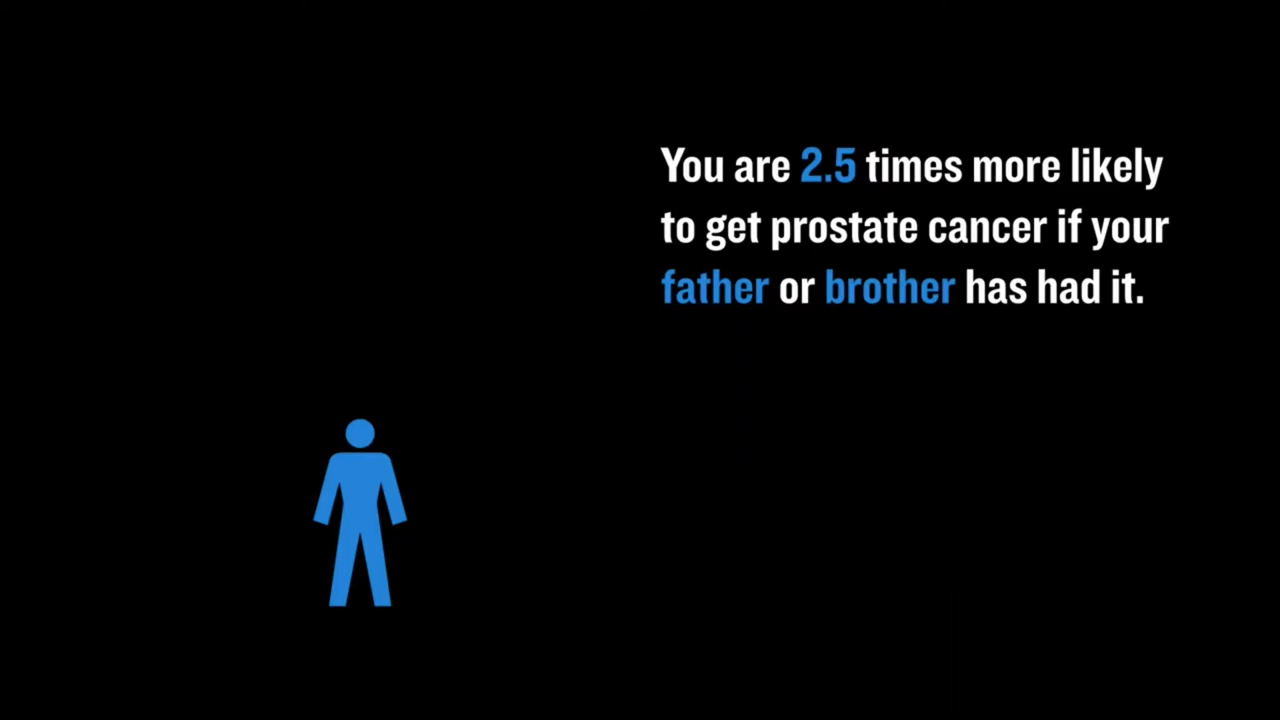 You are 2.5 times more likely
to get prostate cancer if your
father or brother has had it.